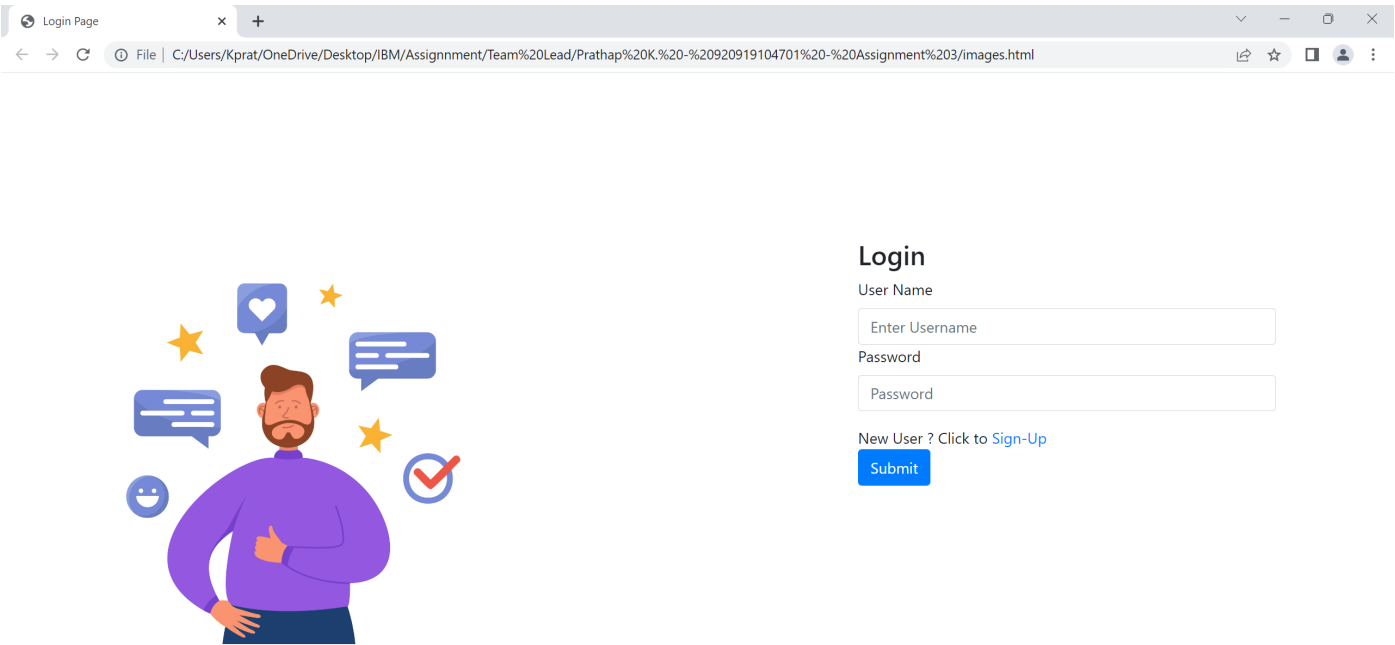 Login Page
File
C:/Users/Kprat/OneDrive/Desktop/IBM/Assignnment/Team%20Lead/Prathap%20K.%20-%20920919104701%20-%20Assignment%203/images.html
Login
User Name
Enter Username
Password
Password
New User ? Click to Sign-Up
Submit